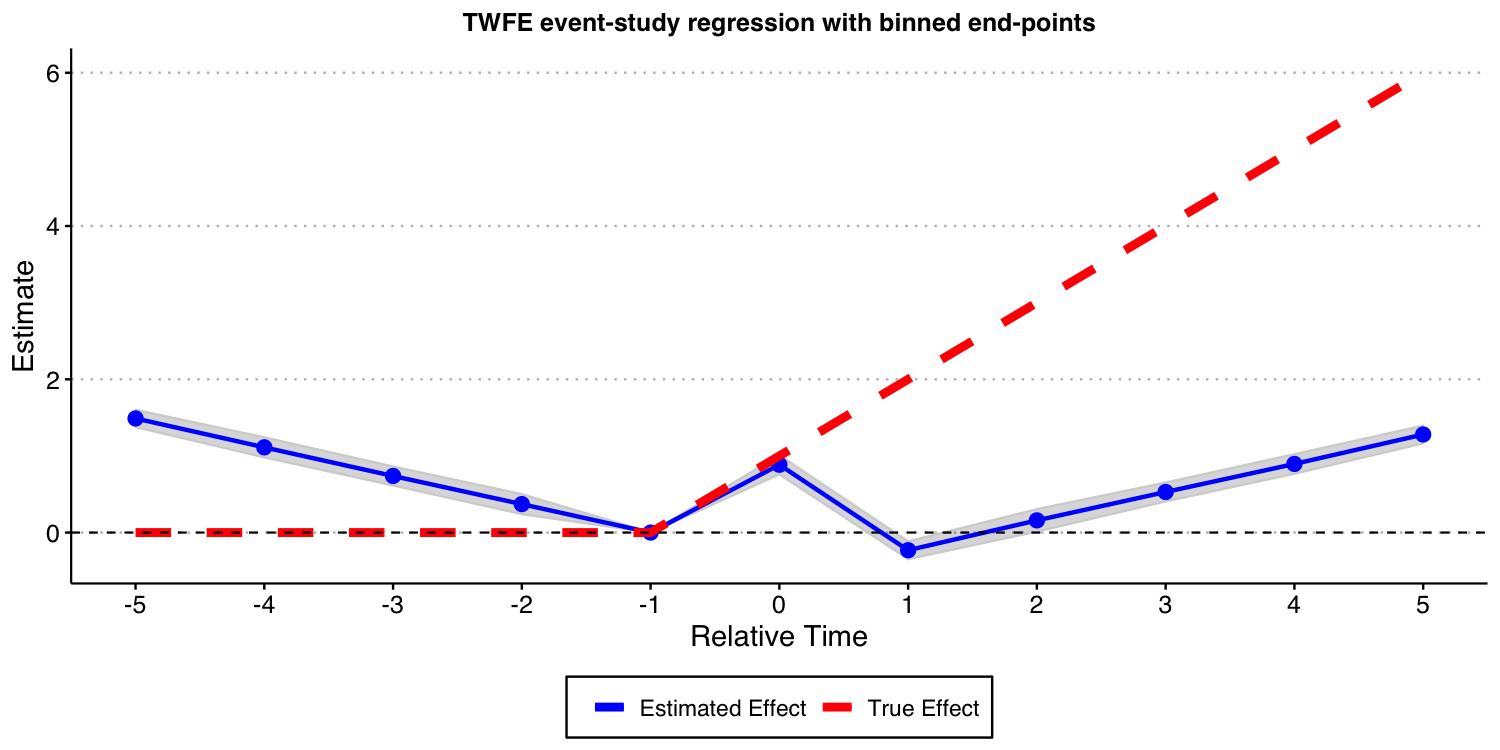 TWFE event-study regression with binned end-points
6
4
2
0
Estimate
-5 -4 -3 -2 -1 0 1 2 3 4 5
Relative Time
Estimated Effect True Effect